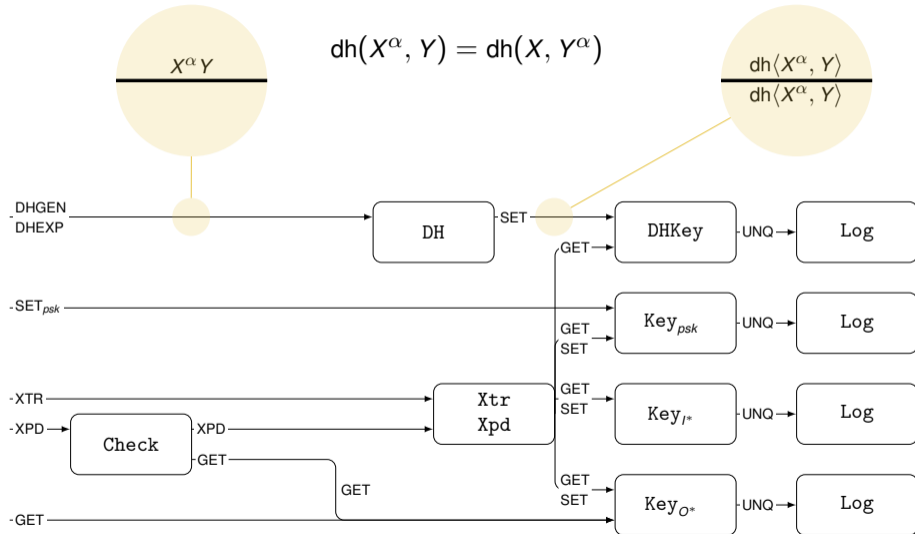 dh(X^α, Y) = dh(X, Y^α)
X^α Y
dh⟨X^α, Y⟩
dh⟨X^α, Y⟩
DHGEN
DHEXP
DH
SET
DHKey
UNQ
Log
GET
SET_psk
Key_psk
UNQ
Log
GET
SET
XTR
Xtr
Xpd
GET
SET
Key_I*
UNQ
Log
XPD
Check
XPD
GET
GET
GET
SET
Key_O*
UNQ
Log
GET